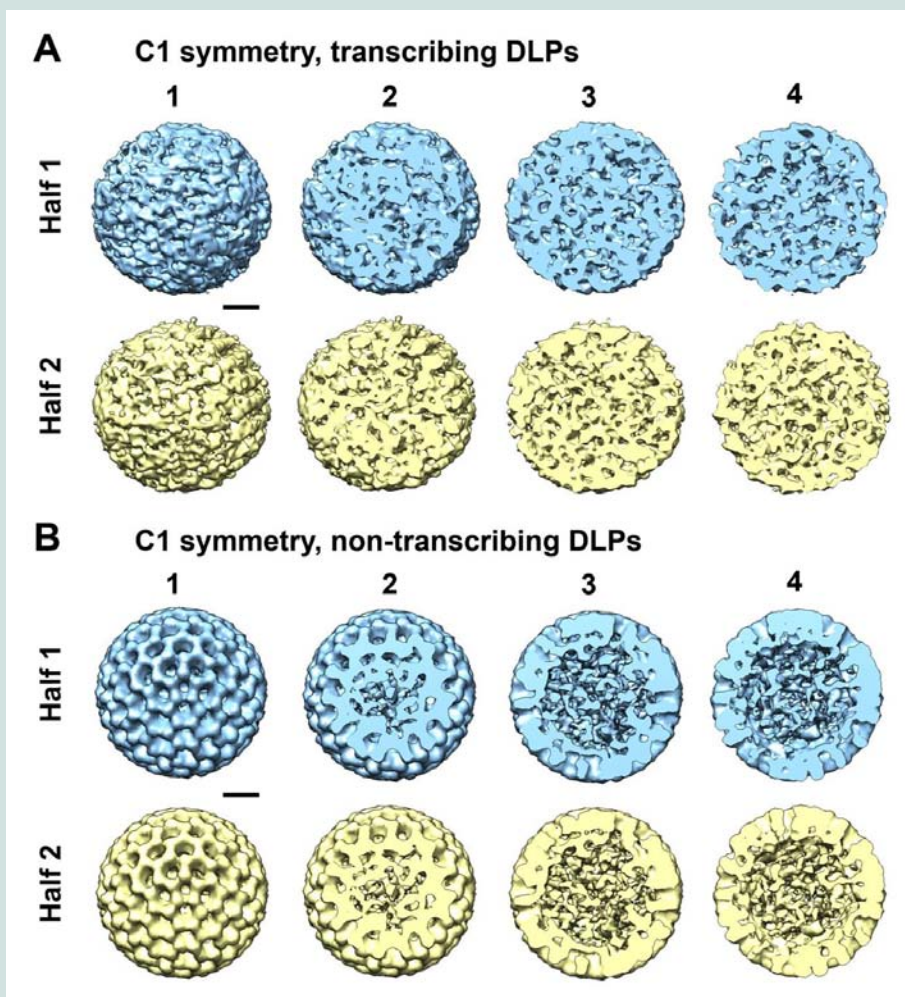 A C1 symmetry, transcribing DLPs
1 2 3 4
Half 1
Half 2
B C1 symmetry, non-transcribing DLPs
1 2 3 4
Half 1
Half 2